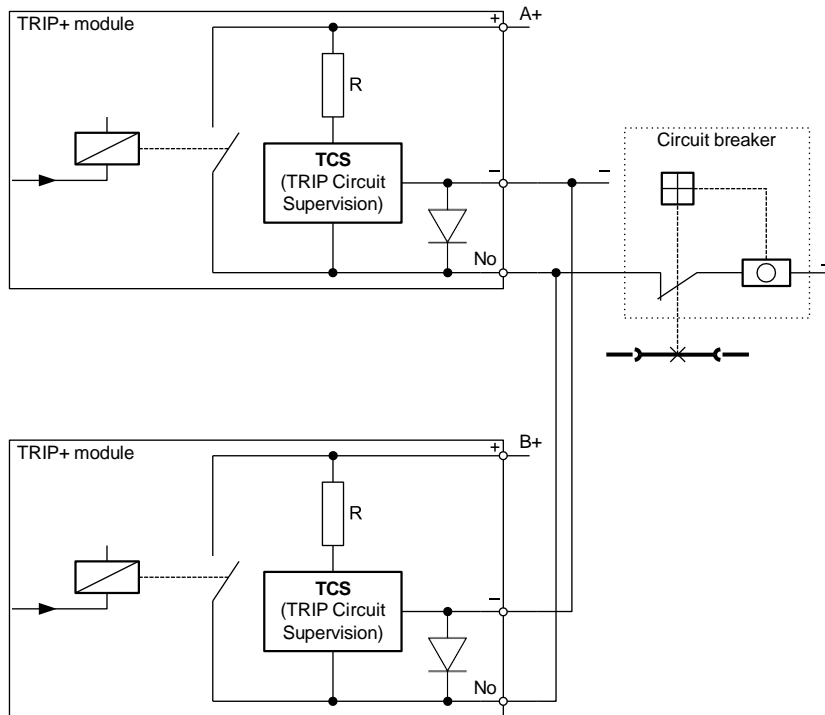 TRIP+ module
+ A+
R
Circuit breaker
TCS
(TRIP Circuit
Supervision)
− −
No
−
TRIP+ module
+ B+
R
TCS
(TRIP Circuit
Supervision)
−
No